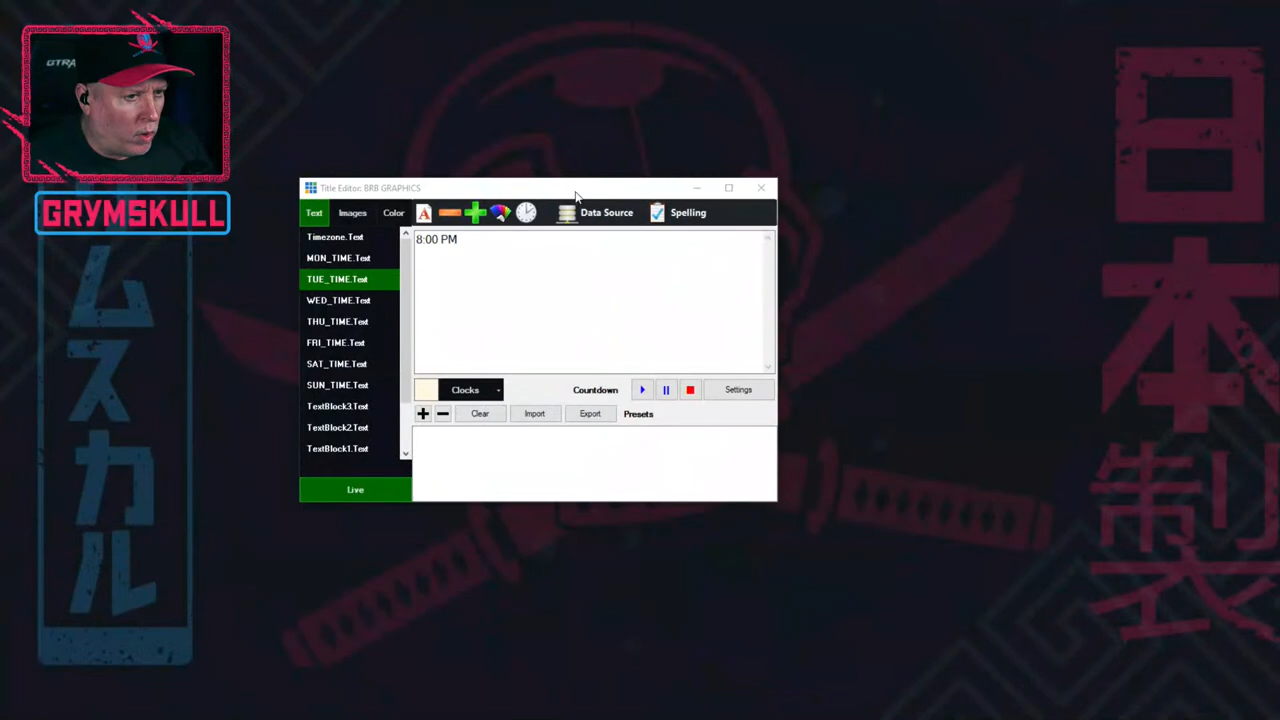 GTRA
GRYMSKULL
ムスカル
日本製
Title Editor: BRB GRAPHICS
Text Images Color A Data Source Spelling
Timezone.Text
MON_TIME.Text
TUE_TIME.Text
WED_TIME.Text
THU_TIME.Text
FRI_TIME.Text
SAT_TIME.Text
SUN_TIME.Text
TextBlock3.Text
TextBlock2.Text
TextBlock1.Text
Live
8:00 PM
Clocks Countdown Settings
Clear Import Export Presets